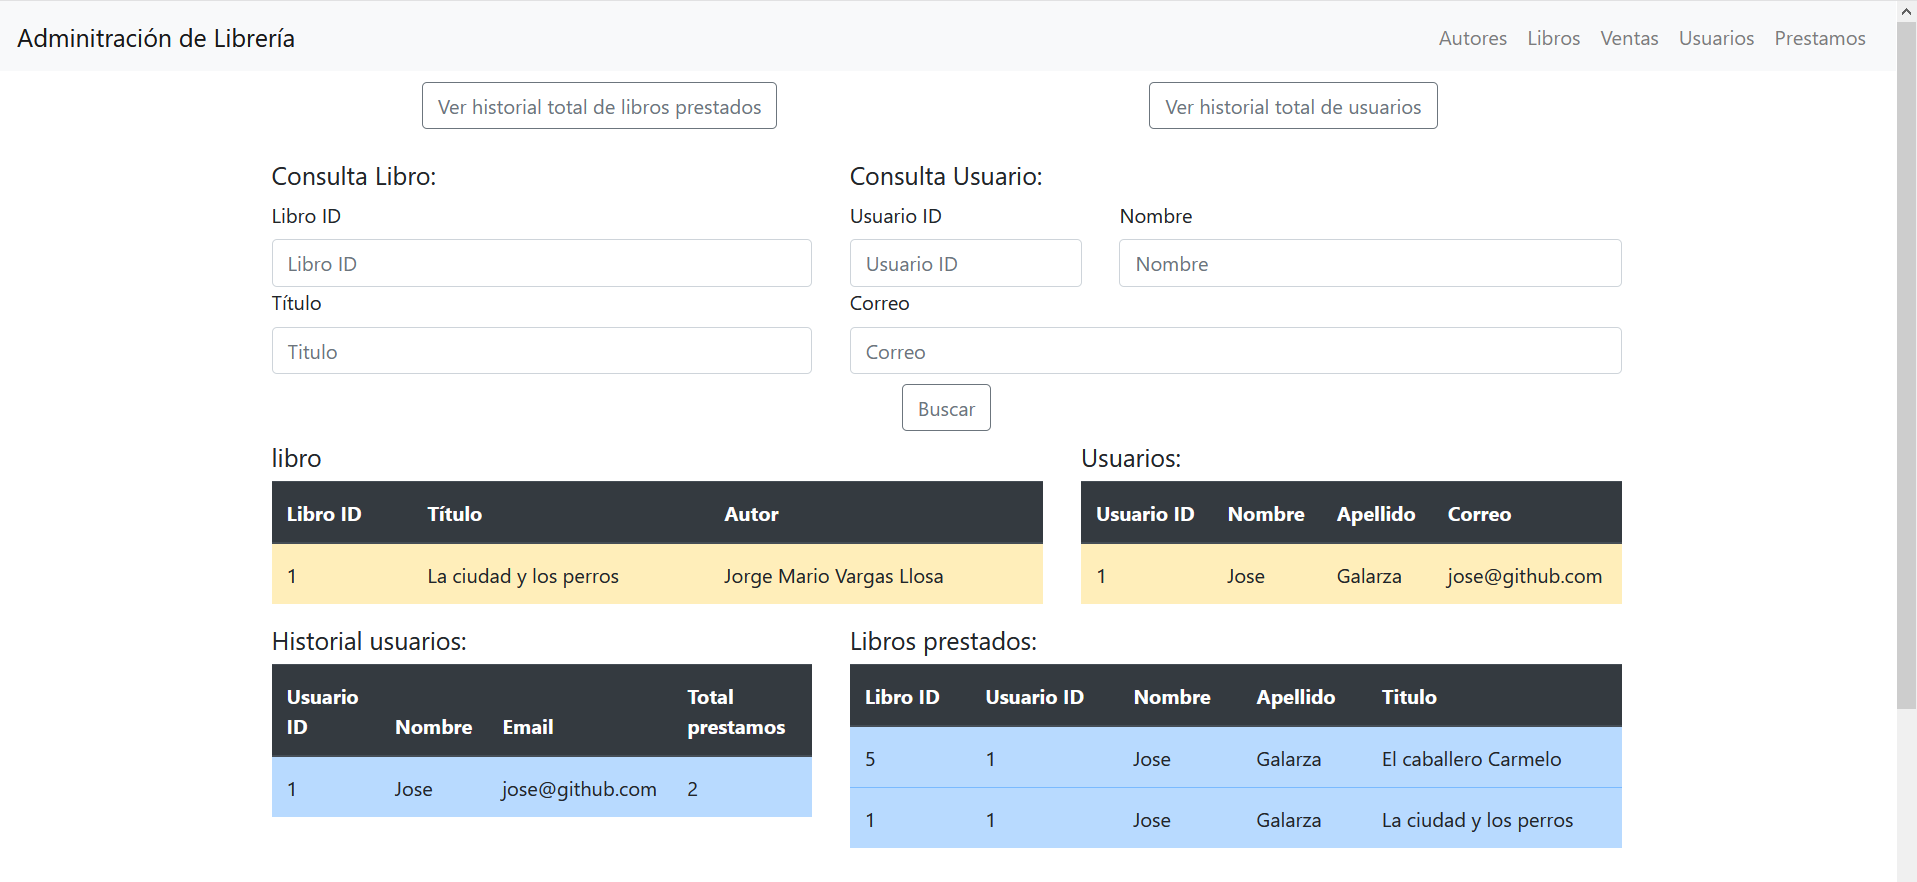 Adminitración de Librería
Autores Libros Ventas Usuarios Prestamos
Ver historial total de libros prestados
Ver historial total de usuarios
Consulta Libro:
Libro ID
Libro ID
Título
Titulo
Consulta Usuario:
Usuario ID Nombre
Usuario ID Nombre
Correo
Correo
Buscar
libro
Libro ID Título Autor
1 La ciudad y los perros Jorge Mario Vargas Llosa
Usuarios:
Usuario ID Nombre Apellido Correo
1 Jose Galarza jose@github.com
Historial usuarios:
Usuario ID Nombre Email Total prestamos
1 Jose jose@github.com 2
Libros prestados:
Libro ID Usuario ID Nombre Apellido Titulo
5 1 Jose Galarza El caballero Carmelo
1 1 Jose Galarza La ciudad y los perros